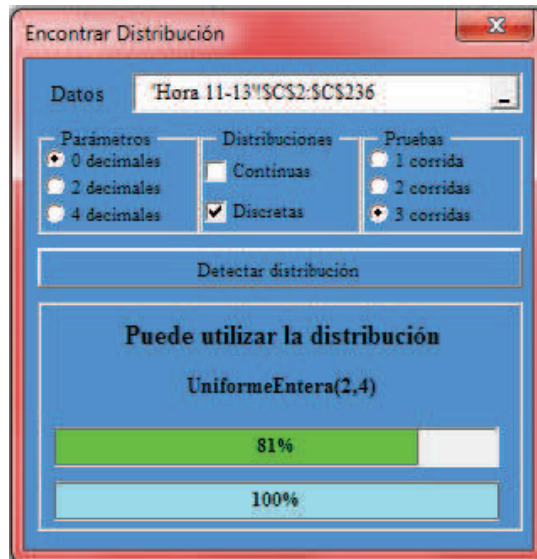 Encontrar Distribución
X
Datos 'Hora 11-13'!$C$2:$C$236 _
Parámetros Distribuciones Pruebas
0 decimales Contínuas 1 corrida
2 decimales 2 corridas
4 decimales Discretas 3 corridas
Detectar distribución
Puede utilizar la distribución
UniformeEntera(2,4)
81%
100%